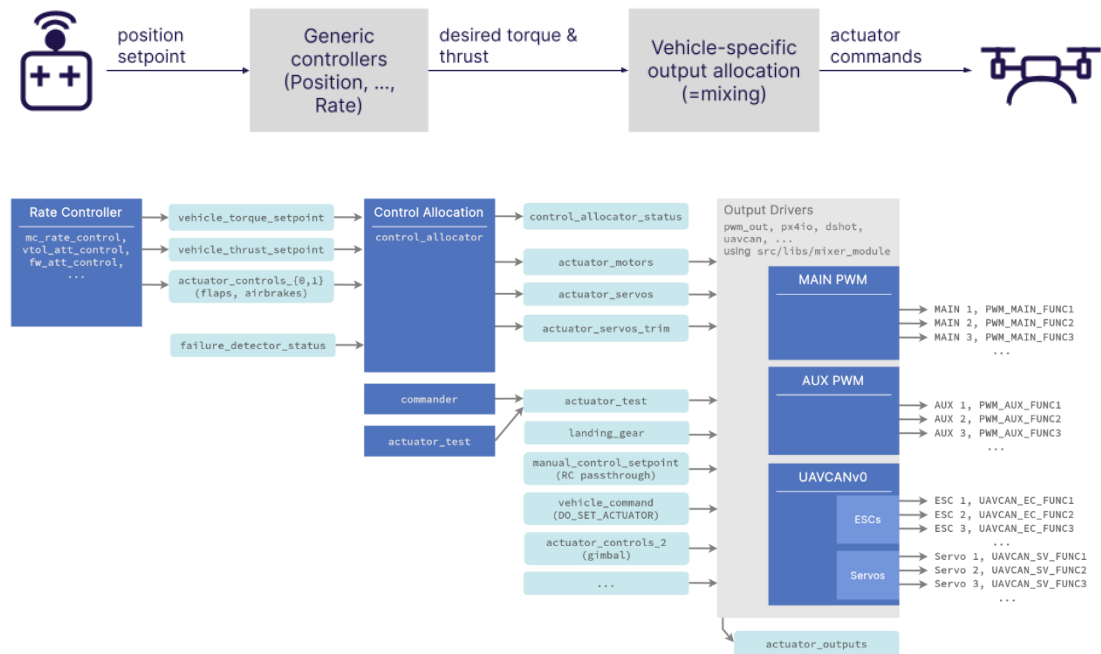 position
setpoint
Generic
controllers
(Position, ...,
Rate)
desired torque &
thrust
Vehicle-specific
output allocation
(=mixing)
actuator
commands
Rate Controller
mc_rate_control,
vtol_att_control,
fw_att_control,
...
vehicle_torque_setpoint
vehicle_thrust_setpoint
actuator_controls_{0,1}
(flaps, airbrakes)
failure_detector_status
Control Allocation
control_allocator
commander
actuator_test
control_allocator_status
actuator_motors
actuator_servos
actuator_servos_trim
actuator_test
landing_gear
manual_control_setpoint
(RC passthrough)
vehicle_command
(DO_SET_ACTUATOR)
actuator_controls_2
(gimbal)
...
Output Drivers
pwm_out, px4io, dshot,
uavcan, ...
using src/libs/mixer_module
MAIN PWM
MAIN 1, PWM_MAIN_FUNC1
MAIN 2, PWM_MAIN_FUNC2
MAIN 3, PWM_MAIN_FUNC3
...
AUX PWM
AUX 1, PWM_AUX_FUNC1
AUX 2, PWM_AUX_FUNC2
AUX 3, PWM_AUX_FUNC3
...
UAVCANv0
ESCs
ESC 1, UAVCAN_EC_FUNC1
ESC 2, UAVCAN_EC_FUNC2
ESC 3, UAVCAN_EC_FUNC3
...
Servos
Servo 1, UAVCAN_SV_FUNC1
Servo 2, UAVCAN_SV_FUNC2
Servo 3, UAVCAN_SV_FUNC3
...
actuator_outputs